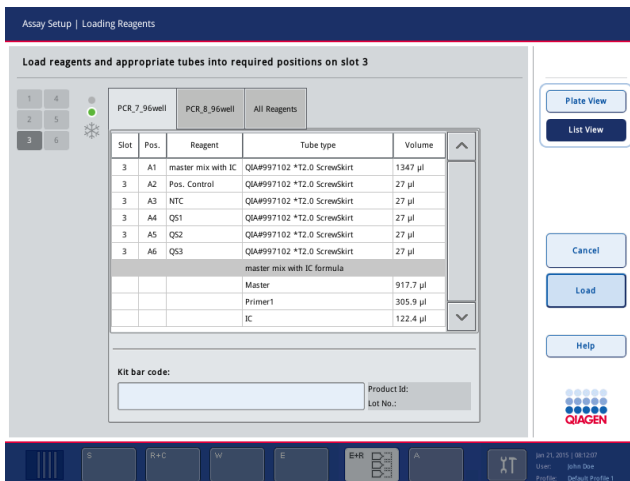 Assay Setup | Loading Reagents
Load reagents and appropriate tubes into required positions on slot 3
1 4
2 5
3 6
PCR_7_96well PCR_8_96well All Reagents
Slot Pos. Reagent Tube type Volume
3 A1 master mix with IC QIA#997102 *T2.0 ScrewSkirt 1347 µl
3 A2 Pos. Control QIA#997102 *T2.0 ScrewSkirt 27 µl
3 A3 NTC QIA#997102 *T2.0 ScrewSkirt 27 µl
3 A4 QS1 QIA#997102 *T2.0 ScrewSkirt 27 µl
3 A5 QS2 QIA#997102 *T2.0 ScrewSkirt 27 µl
3 A6 QS3 QIA#997102 *T2.0 ScrewSkirt 27 µl
master mix with IC formula
Master 917.7 µl
Primer1 305.9 µl
IC 122.4 µl
Kit bar code:
Product Id:
Lot No.:
Plate View
List View
Cancel
Load
Help
QIAGEN
S R+C W E E+R A
Jan 21, 2015 | 08:12:07
User: John Doe
Profile: Default Profile 1